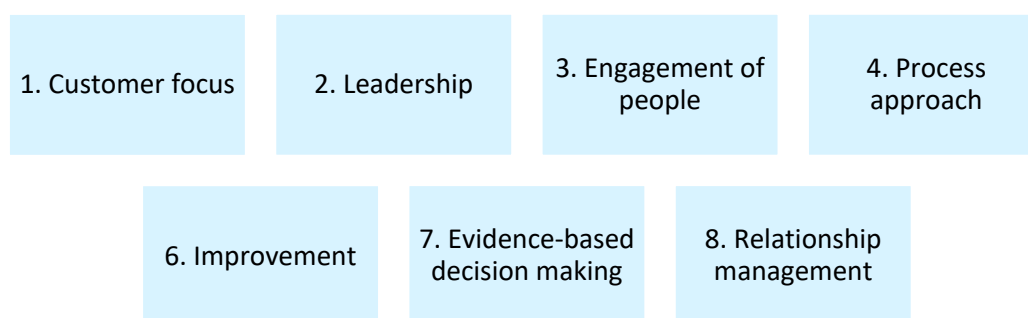 1. Customer focus
2. Leadership
3. Engagement of
people
4. Process
approach
6. Improvement
7. Evidence-based
decision making
8. Relationship
management